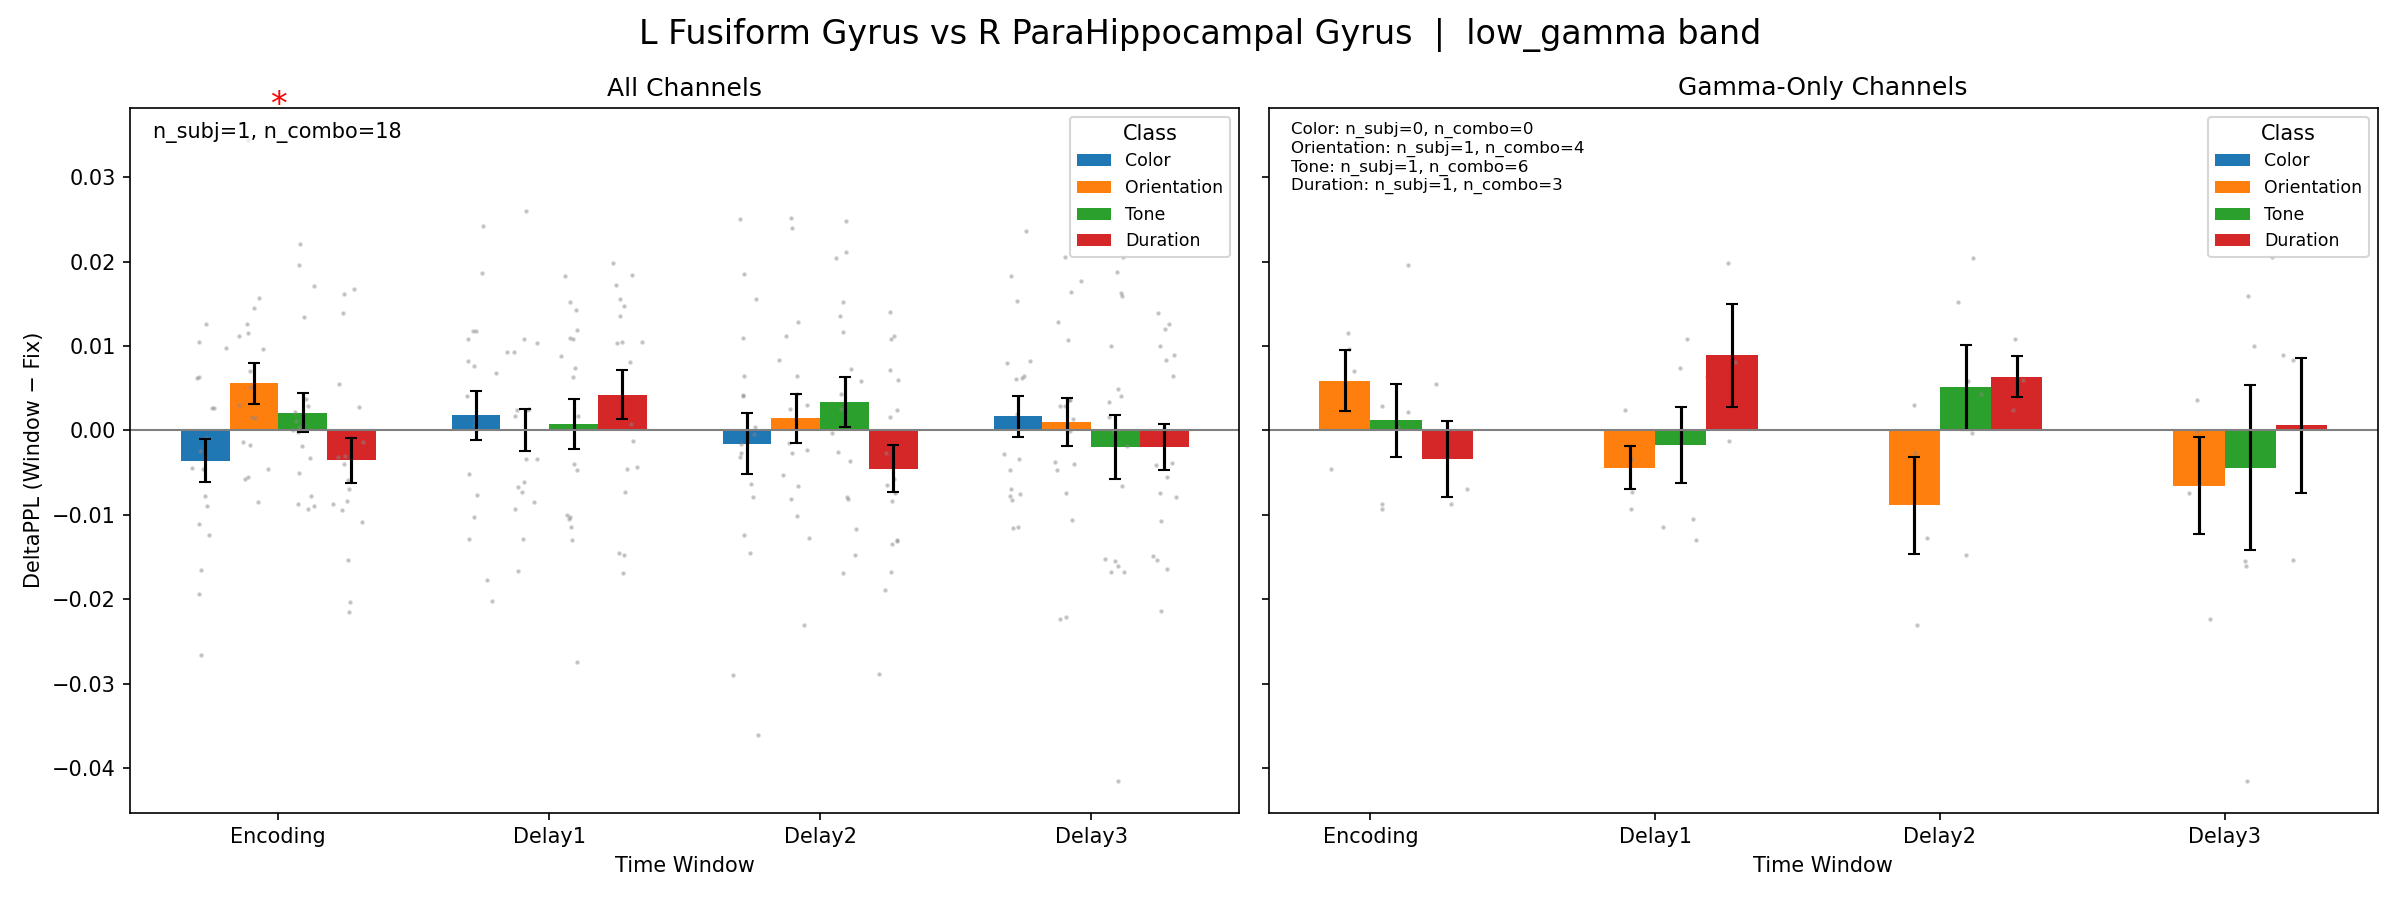 L Fusiform Gyrus vs R ParaHippocampal Gyrus | low_gamma band
All Channels
*
n_subj=1, n_combo=18
Class
Color
Orientation
Tone
Duration
DeltaPPL (Window − Fix)
0.03
0.02
0.01
0.00
−0.01
−0.02
−0.03
−0.04
Encoding
Delay1
Delay2
Delay3
Time Window
Gamma-Only Channels
Color: n_subj=0, n_combo=0
Orientation: n_subj=1, n_combo=4
Tone: n_subj=1, n_combo=6
Duration: n_subj=1, n_combo=3
Class
Color
Orientation
Tone
Duration
Encoding
Delay1
Delay2
Delay3
Time Window